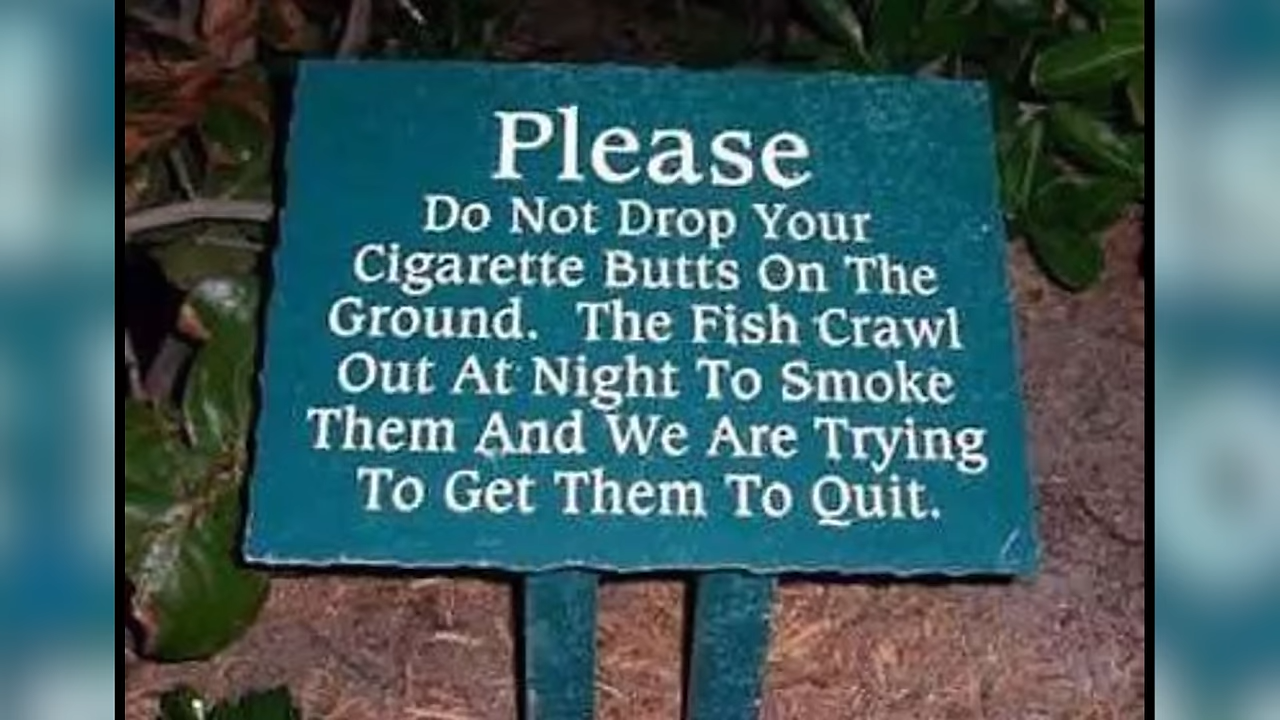 Please
Do Not Drop Your
Cigarette Butts On The
Ground. The Fish Crawl
Out At Night To Smoke
Them And We Are Trying
To Get Them To Quit.